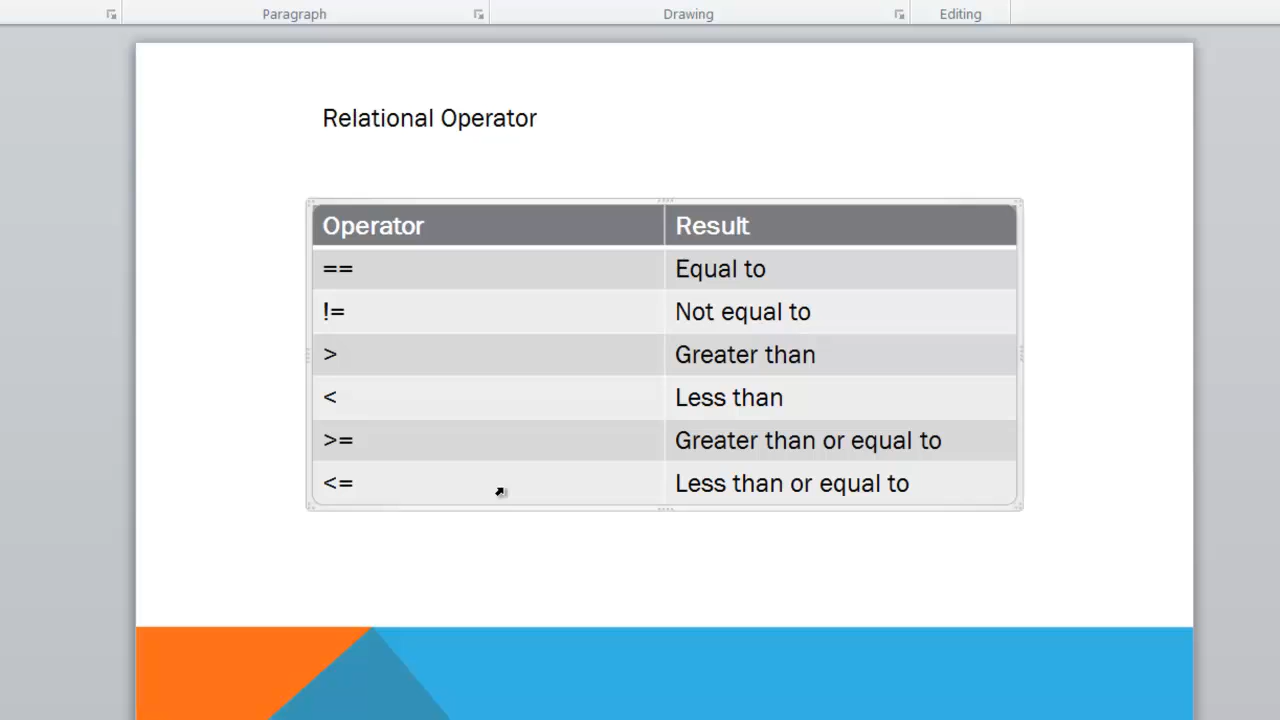 Paragraph Drawing Editing
Relational Operator
Operator Result
== Equal to
!= Not equal to
> Greater than
< Less than
>= Greater than or equal to
<= Less than or equal to